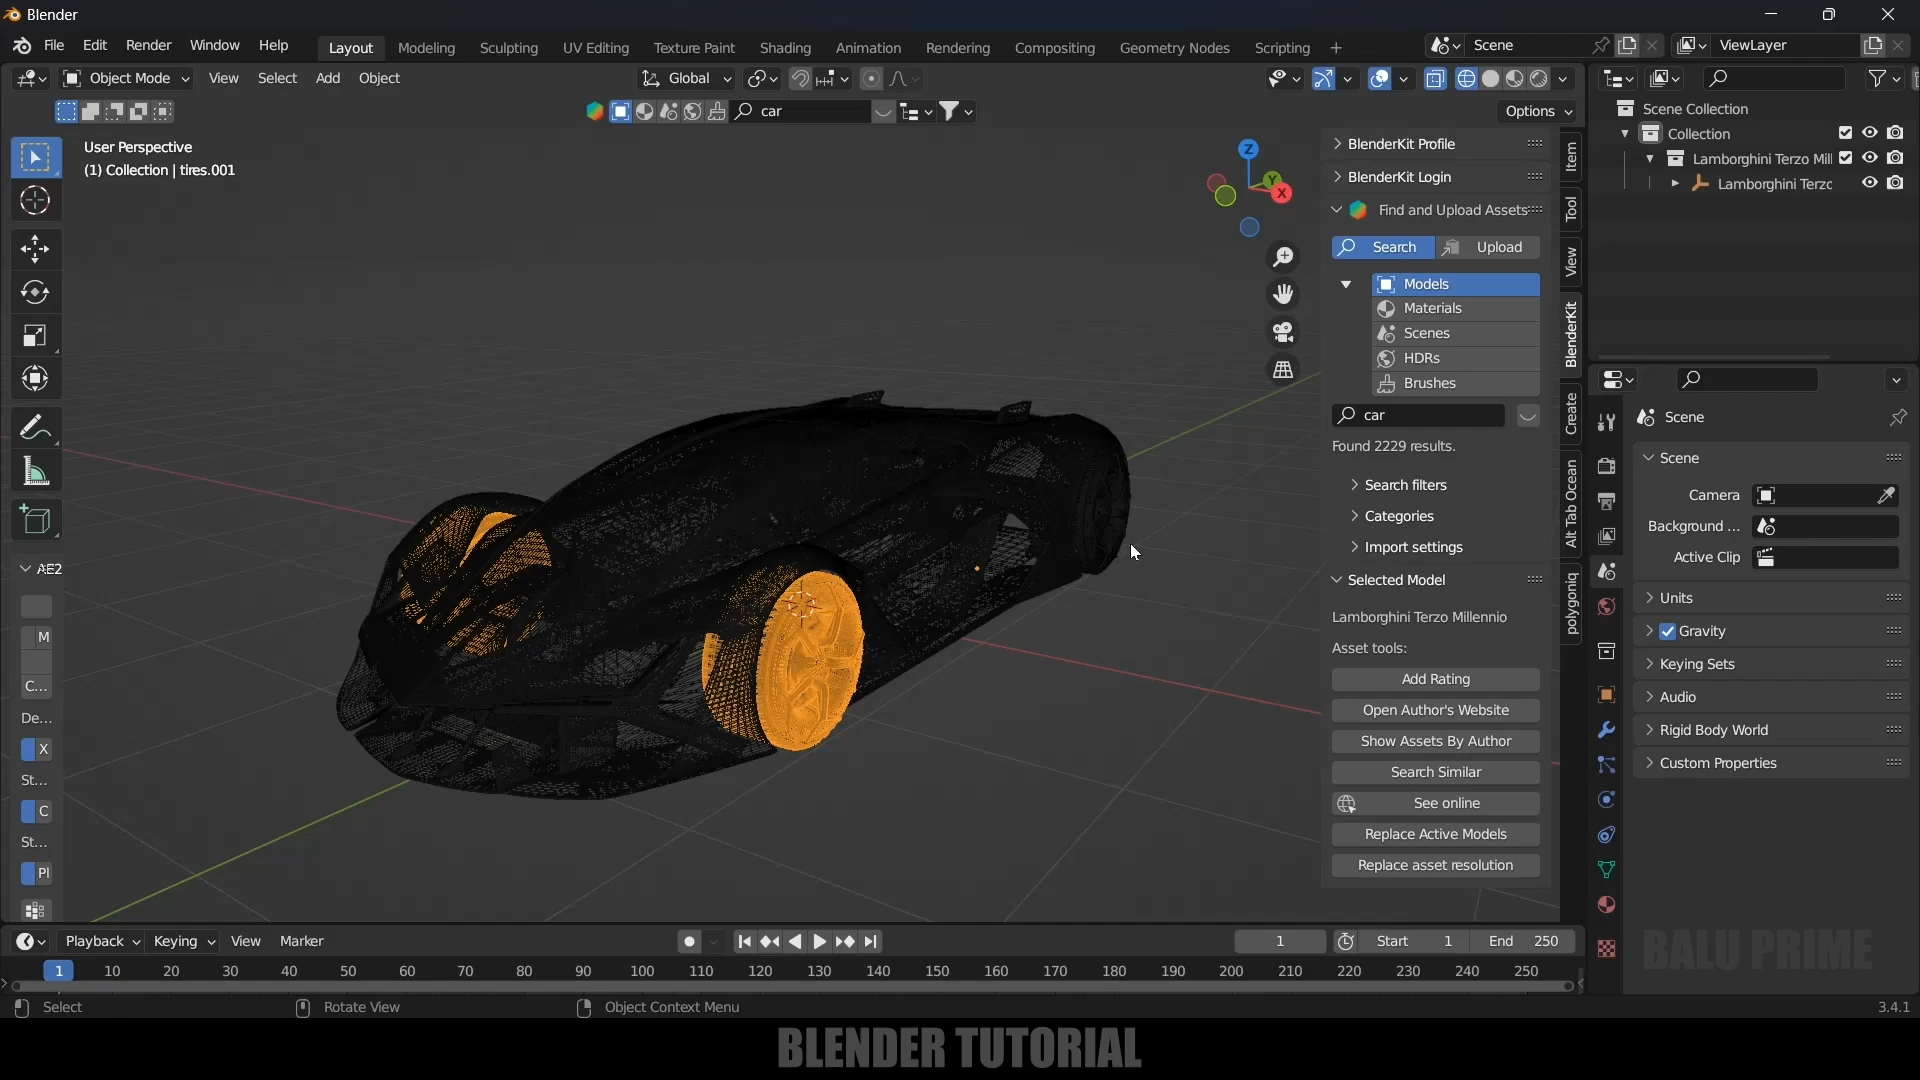 Blender
File Edit Render Window Help Layout Modeling Sculpting UV Editing Texture Paint Shading Animation Rendering Compositing Geometry Nodes Scripting + Scene ViewLayer
Object Mode View Select Add Object Global
car Options
User Perspective
(1) Collection | tires.001
Z
Y
X
AE2
M
C...
De...
X
St...
C
St...
Pl
BlenderKit Profile
BlenderKit Login
Find and Upload Assets
Search Upload
Models
Materials
Scenes
HDRs
Brushes
car
Found 2229 results.
Search filters
Categories
Import settings
Selected Model
Lamborghini Terzo Millennio
Asset tools:
Add Rating
Open Author's Website
Show Assets By Author
Search Similar
See online
Replace Active Models
Replace asset resolution
Item
Tool
View
BlenderKit
Create
Alt Tab Ocean
polygoniq
Scene Collection
Collection
Lamborghini Terzo Mill
Lamborghini Terzo
Scene
Scene
Camera
Background ...
Active Clip
Units
Gravity
Keying Sets
Audio
Rigid Body World
Custom Properties
BALU PRIME
Playback Keying View Marker 1 Start 1 End 250
1 10 20 30 40 50 60 70 80 90 100 110 120 130 140 150 160 170 180 190 200 210 220 230 240 250
Select Rotate View Object Context Menu 3.4.1
BLENDER TUTORIAL